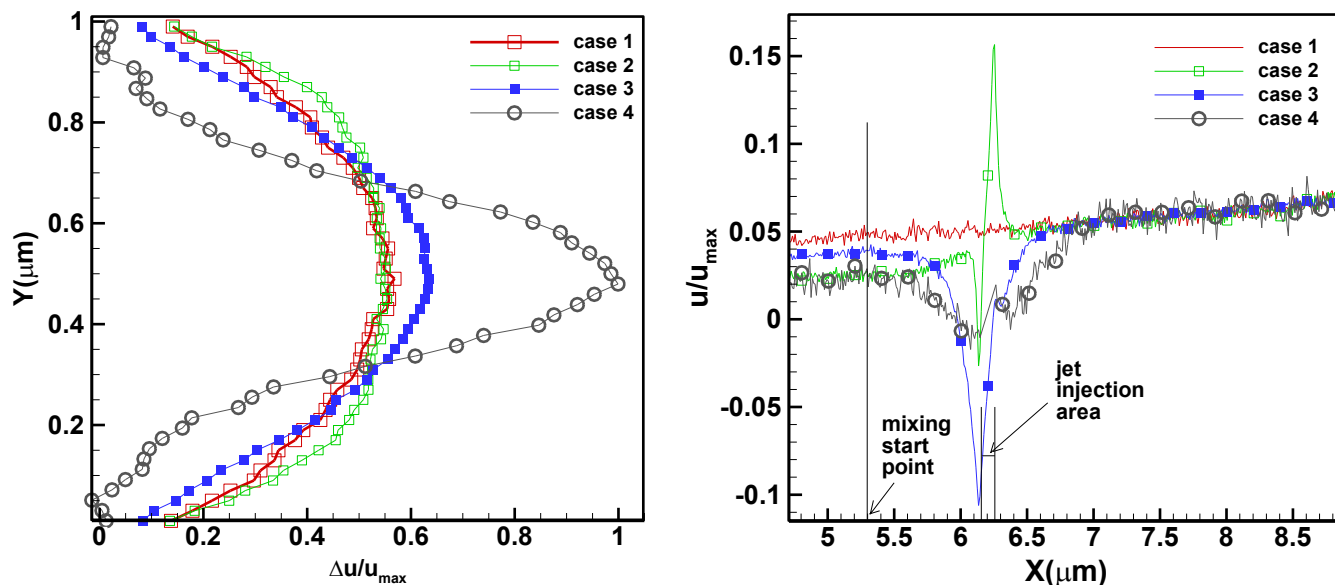 1
0.8
0.6
0.4
0.2
Y(μm)
0
0.2
0.4
0.6
0.8
1
Δu/u_max
case 1
case 2
case 3
case 4
0.15
0.1
0.05
0
-0.05
-0.1
u/u_max
5
5.5
6
6.5
7
7.5
8
8.5
X(μm)
case 1
case 2
case 3
case 4
jet
injection
area
mixing
start
point